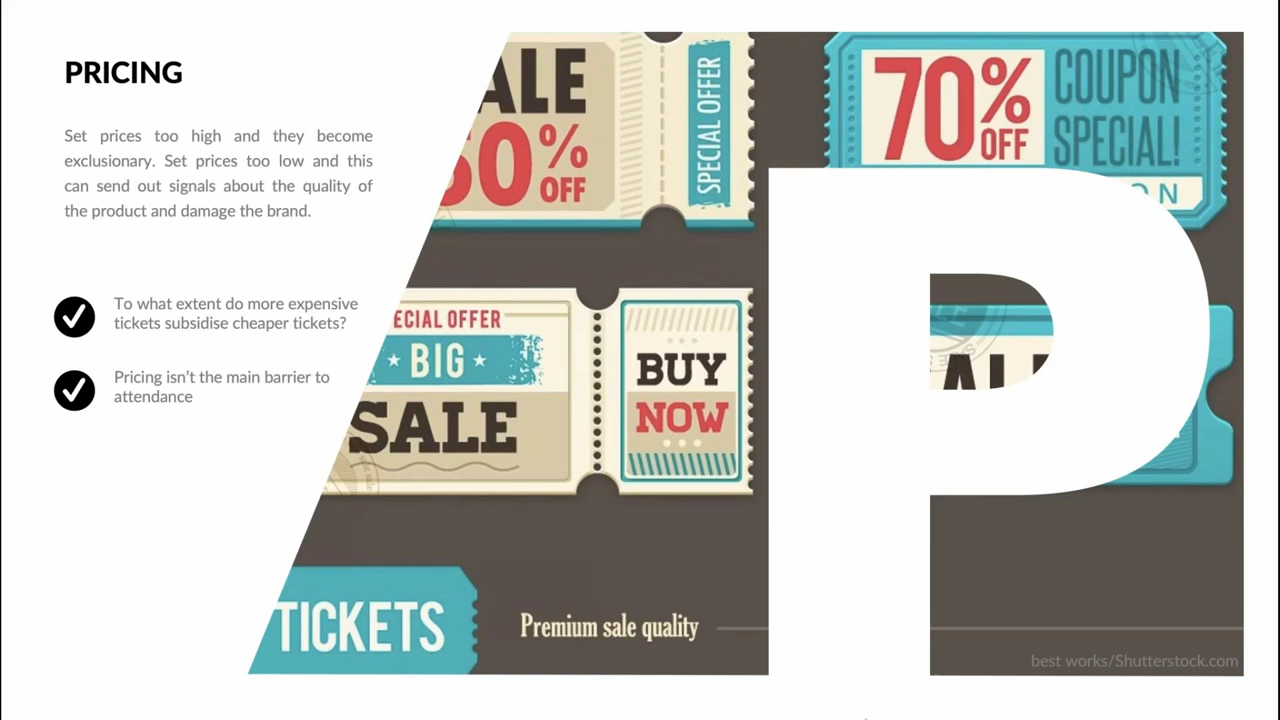 PRICING
Set prices too high and they become
exclusionary. Set prices too low and this
can send out signals about the quality of
the product and damage the brand.
To what extent do more expensive
tickets subsidise cheaper tickets?
Pricing isn’t the main barrier to
attendance
ALE
50%
OFF
SPECIAL OFFER
70%
OFF
COUPON
SPECIAL!
ON
ECIAL OFFER
BIG
SALE
BUY
NOW
TICKETS
Premium sale quality
P
best works/Shutterstock.com